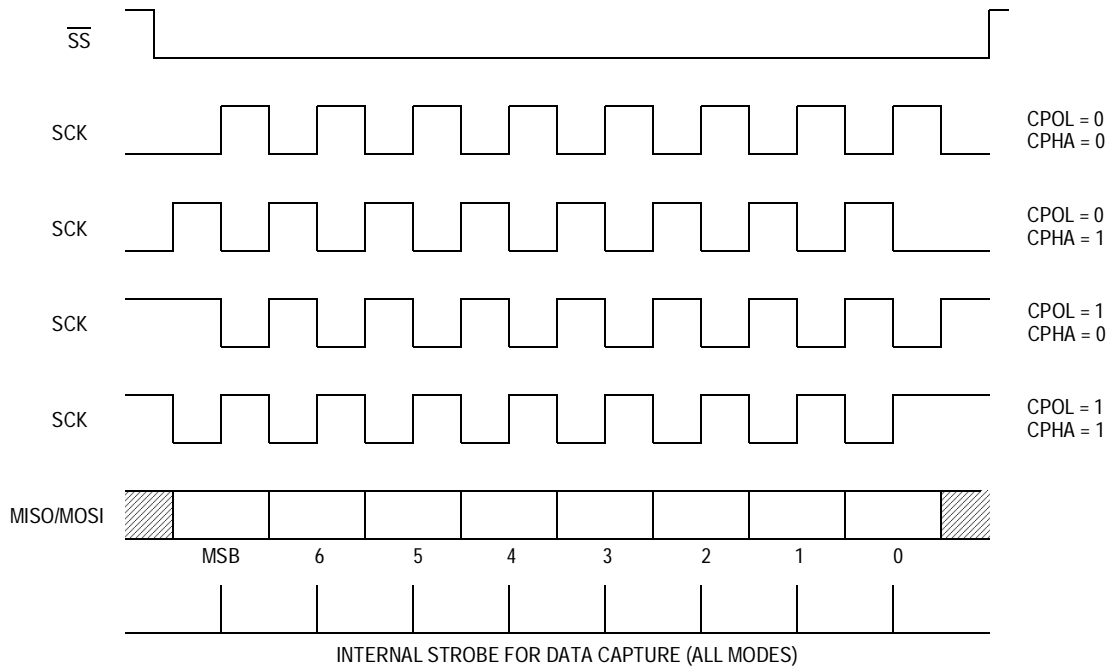 SS
SCK
CPOL = 0
CPHA = 0
SCK
CPOL = 0
CPHA = 1
SCK
CPOL = 1
CPHA = 0
SCK
CPOL = 1
CPHA = 1
MISO/MOSI
MSB 6 5 4 3 2 1 0
INTERNAL STROBE FOR DATA CAPTURE (ALL MODES)